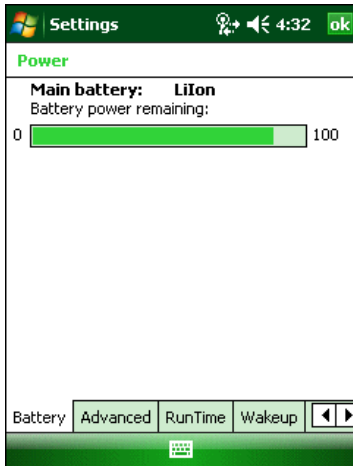 Settings 4:32 ok
Power
Main battery: LiIon
Battery power remaining:
0 100
Battery Advanced RunTime Wakeup